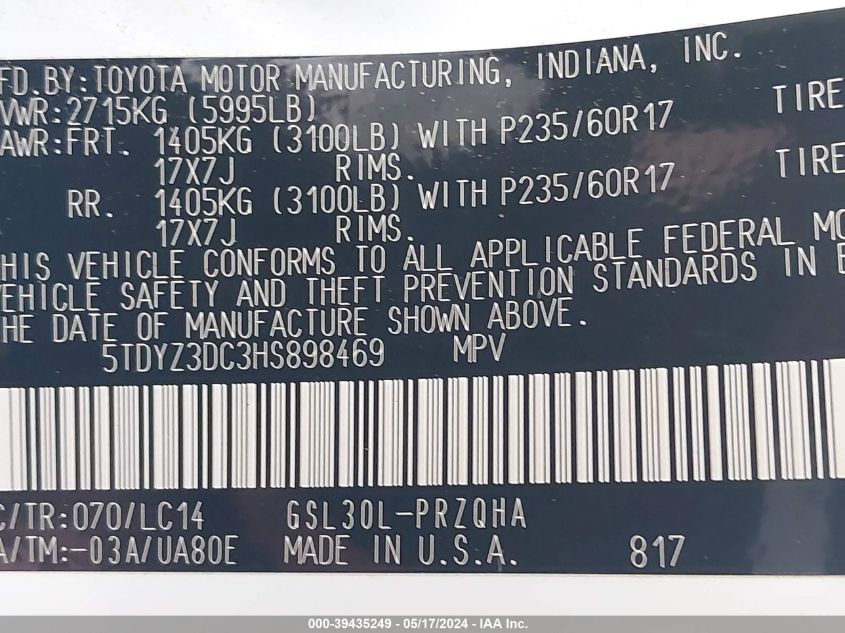 FD. BY: TOYOTA MOTOR MANUFACTURING, INDIANA, INC.
VWR: 2715KG (5995LB)
AWR: FRT. 1405KG (3100LB) WITH P235/60R17 TIRE
17X7J RIMS.
RR. 1405KG (3100LB) WITH P235/60R17 TIRE
17X7J RIMS.
HIS VEHICLE CONFORMS TO ALL APPLICABLE FEDERAL MO
EHICLE SAFETY AND THEFT PREVENTION STANDARDS IN E
HE DATE OF MANUFACTURE SHOWN ABOVE.
5TDYZ3DC3HS898469 MPV
C/TR: 070/LC14 GSL30L-PRZQHA
A/TM: -03A/UA80E MADE IN U.S.A. 817
000-39435249 - 05/17/2024 - IAA Inc.